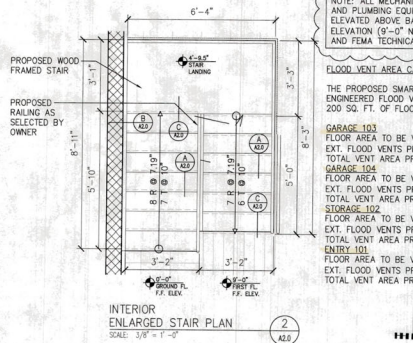 NOTE: ALL MECHAN
AND PLUMBING EQUI
ELEVATED ABOVE BA
ELEVATION (9'-0" N
AND FEMA TECHNICA
6'-4"
PROPOSED WOOD
FRAMED STAIR
PROPOSED
RAILING AS
SELECTED BY
OWNER
4'-9.5"
STAIR
LANDING
3'-1"
5'-10"
8'-11"
3'-3"
5'-0"
8'-3"
B
A2.0
C
A2.0
A
A2.0
A
A2.0
C
A2.0
8 R @ 7.19"
7 T @ 10"
7 R @ 7.19"
6 T @ 10"
3'-2"
3'-2"
0'-0"
GROUND FL.
F.F. ELEV.
9'-0"
FIRST FL.
F.F. ELEV.
INTERIOR
ENLARGED STAIR PLAN
SCALE: 3/8" = 1'-0"
2
A2.0
FLOOD VENT AREA CA
THE PROPOSED SMAR
ENGINEERED FLOOD V
200 SQ. FT. OF FLOO
GARAGE 103
FLOOR AREA TO BE V
EXT. FLOOD VENTS PR
TOTAL VENT AREA PR
GARAGE 104
FLOOR AREA TO BE V
EXT. FLOOD VENTS PR
TOTAL VENT AREA PR
STORAGE 102
FLOOR AREA TO BE V
EXT. FLOOD VENTS PR
TOTAL VENT AREA PR
ENTRY 101
FLOOR AREA TO BE V
EXT. FLOOD VENTS PR
TOTAL VENT AREA PR